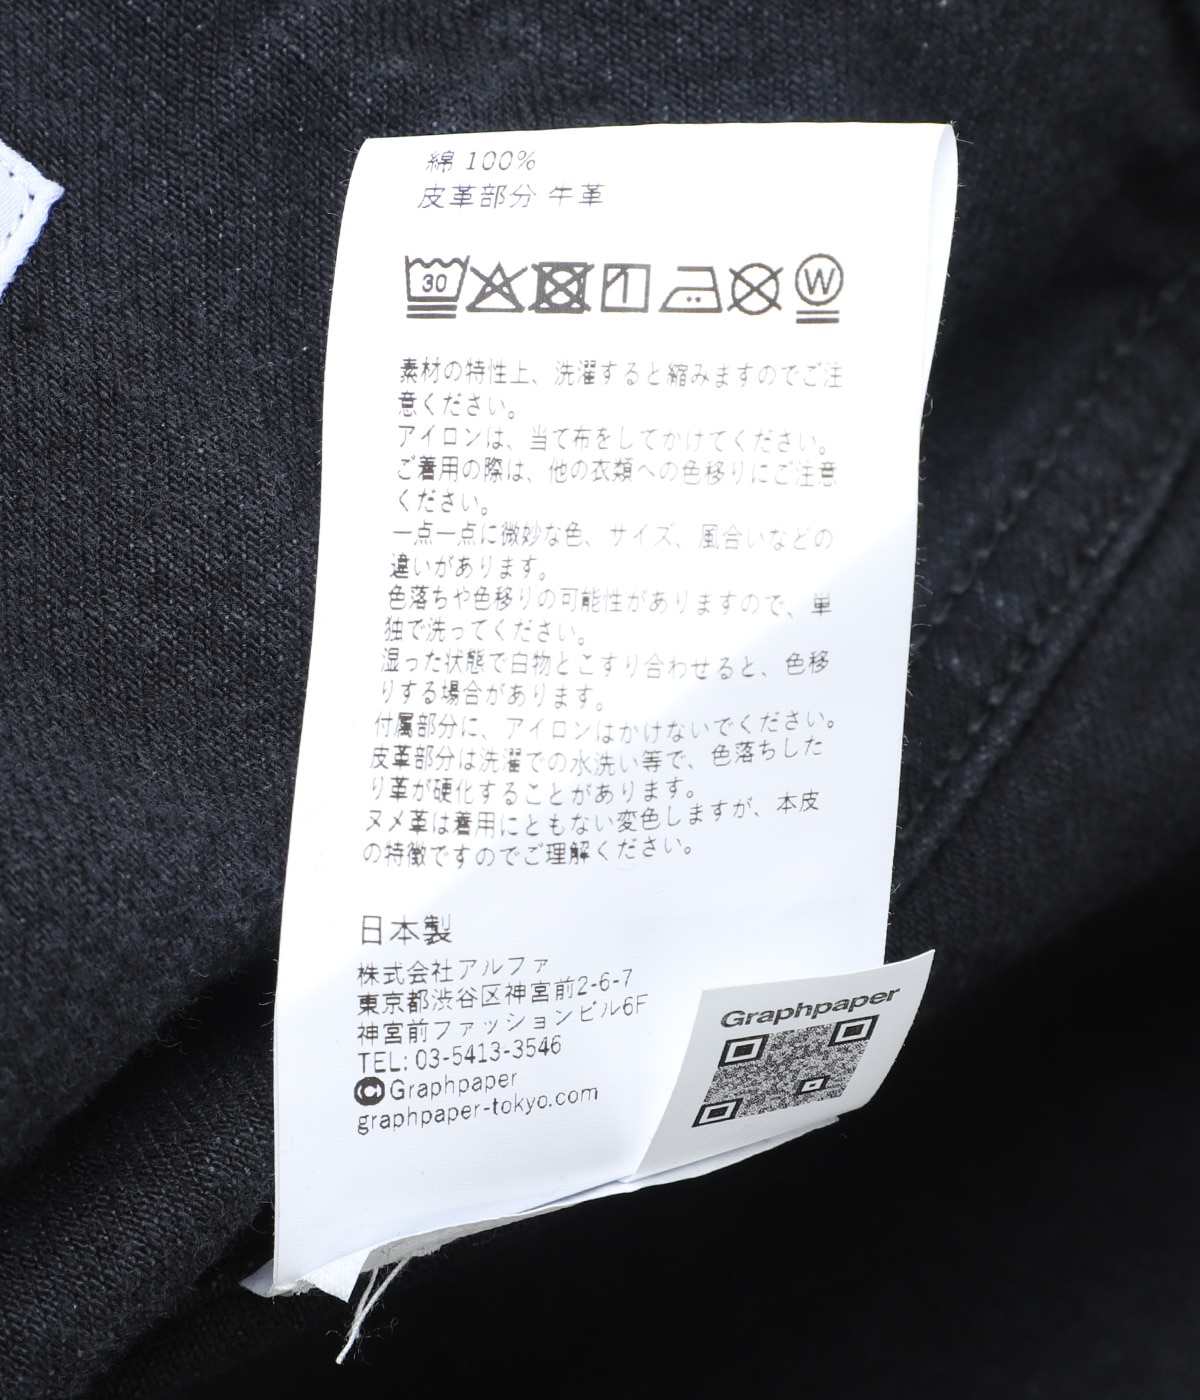 綿 100%
皮革部分 牛革
30
W
素材の特性上、洗濯すると縮みますのでご注
意ください。
アイロンは、当て布をしてかけてください。
ご着用の際は、他の衣類への色移りにご注意
ください。
一点一点に微妙な色、サイズ、風合いなどの
違いがあります。
色落ちや色移りの可能性がありますので、単
独で洗ってください。
湿った状態で白物とこすり合わせると、色移
りする場合があります。
付属部分に、アイロンはかけないでください。
皮革部分は洗濯での水洗い等で、色落ちした
り革が硬化することがあります。
ヌメ革は着用にともない変色しますが、本皮
の特徴ですのでご理解ください。
日本製
株式会社アルファ
東京都渋谷区神宮前2-6-7
神宮前ファッションビル6F
TEL: 03-5413-3546
©Graphpaper
graphpaper-tokyo.com
Graphpaper